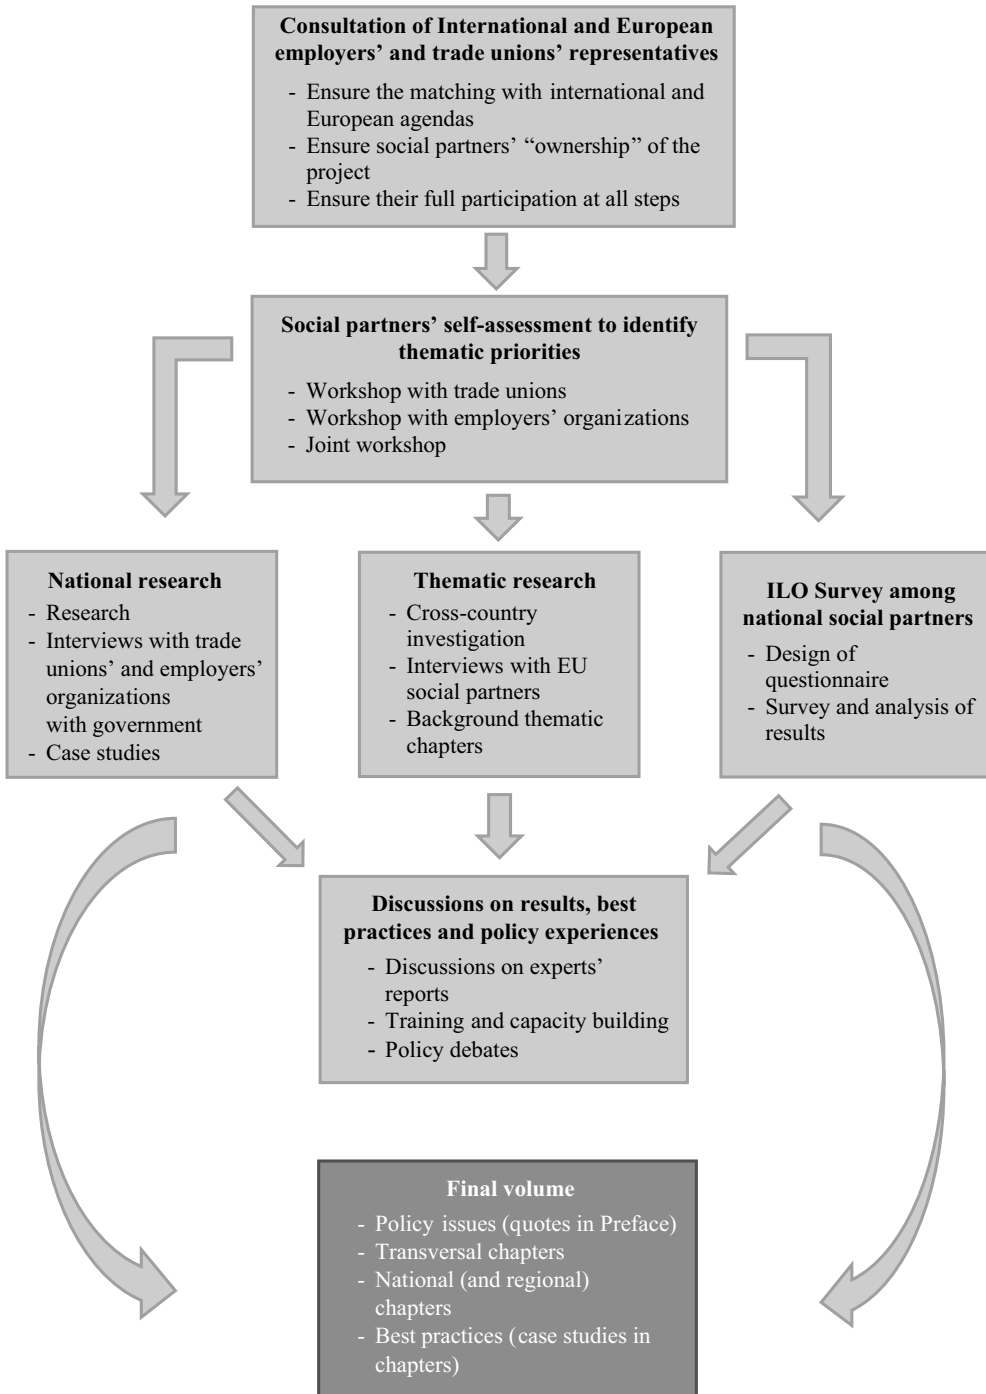 Consultation of International and European
employers’ and trade unions’ representatives
- Ensure the matching with international and
European agendas
- Ensure social partners’ “ownership” of the
project
- Ensure their full participation at all steps
Social partners’ self-assessment to identify
thematic priorities
- Workshop with trade unions
- Workshop with employers’ organizations
- Joint workshop
National research
- Research
- Interviews with trade
unions’ and employers’
organizations
with government
- Case studies
Thematic research
- Cross-country
investigation
- Interviews with EU
social partners
- Background thematic
chapters
ILO Survey among
national social partners
- Design of
questionnaire
- Survey and analysis of
results
Discussions on results, best
practices and policy experiences
- Discussions on experts’
reports
- Training and capacity building
- Policy debates
Final volume
- Policy issues (quotes in Preface)
- Transversal chapters
- National (and regional)
chapters
- Best practices (case studies in
chapters)